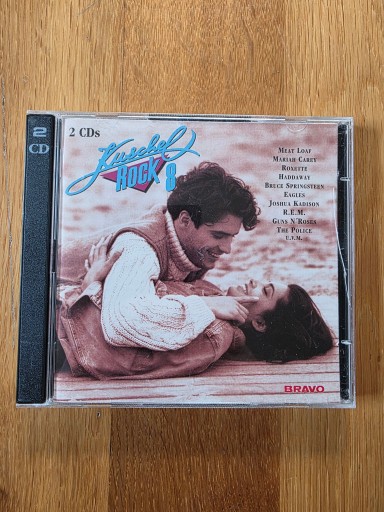 2
CD
2 CDs
Kuschel
ROCK 8
MEAT LOAF
MARIAH CAREY
ROXETTE
HADDAWAY
BRUCE SPRINGSTEEN
EAGLES
JOSHUA KADISON
R.E.M.
GUNS N' ROSES
THE POLICE
U.V.M.
BRAVO